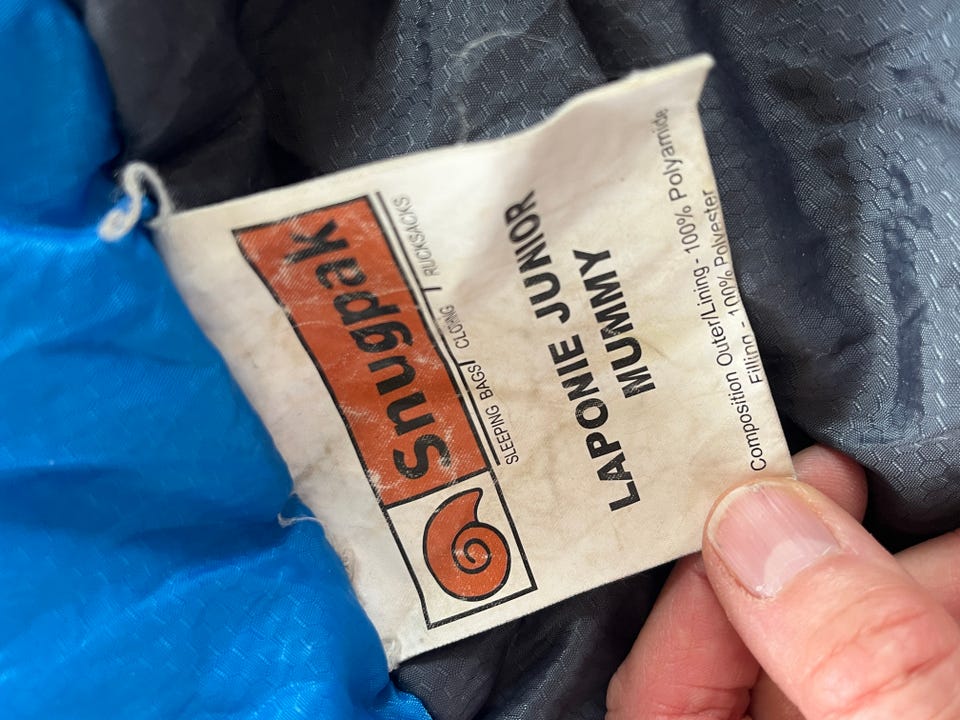 Snugpak
SLEEPING BAGS/ CLOTHING / RUCKSACKS
LAPONIE JUNIOR
MUMMY
Composition Outer/Lining - 100% Polyamide
Filling - 100% Polyester